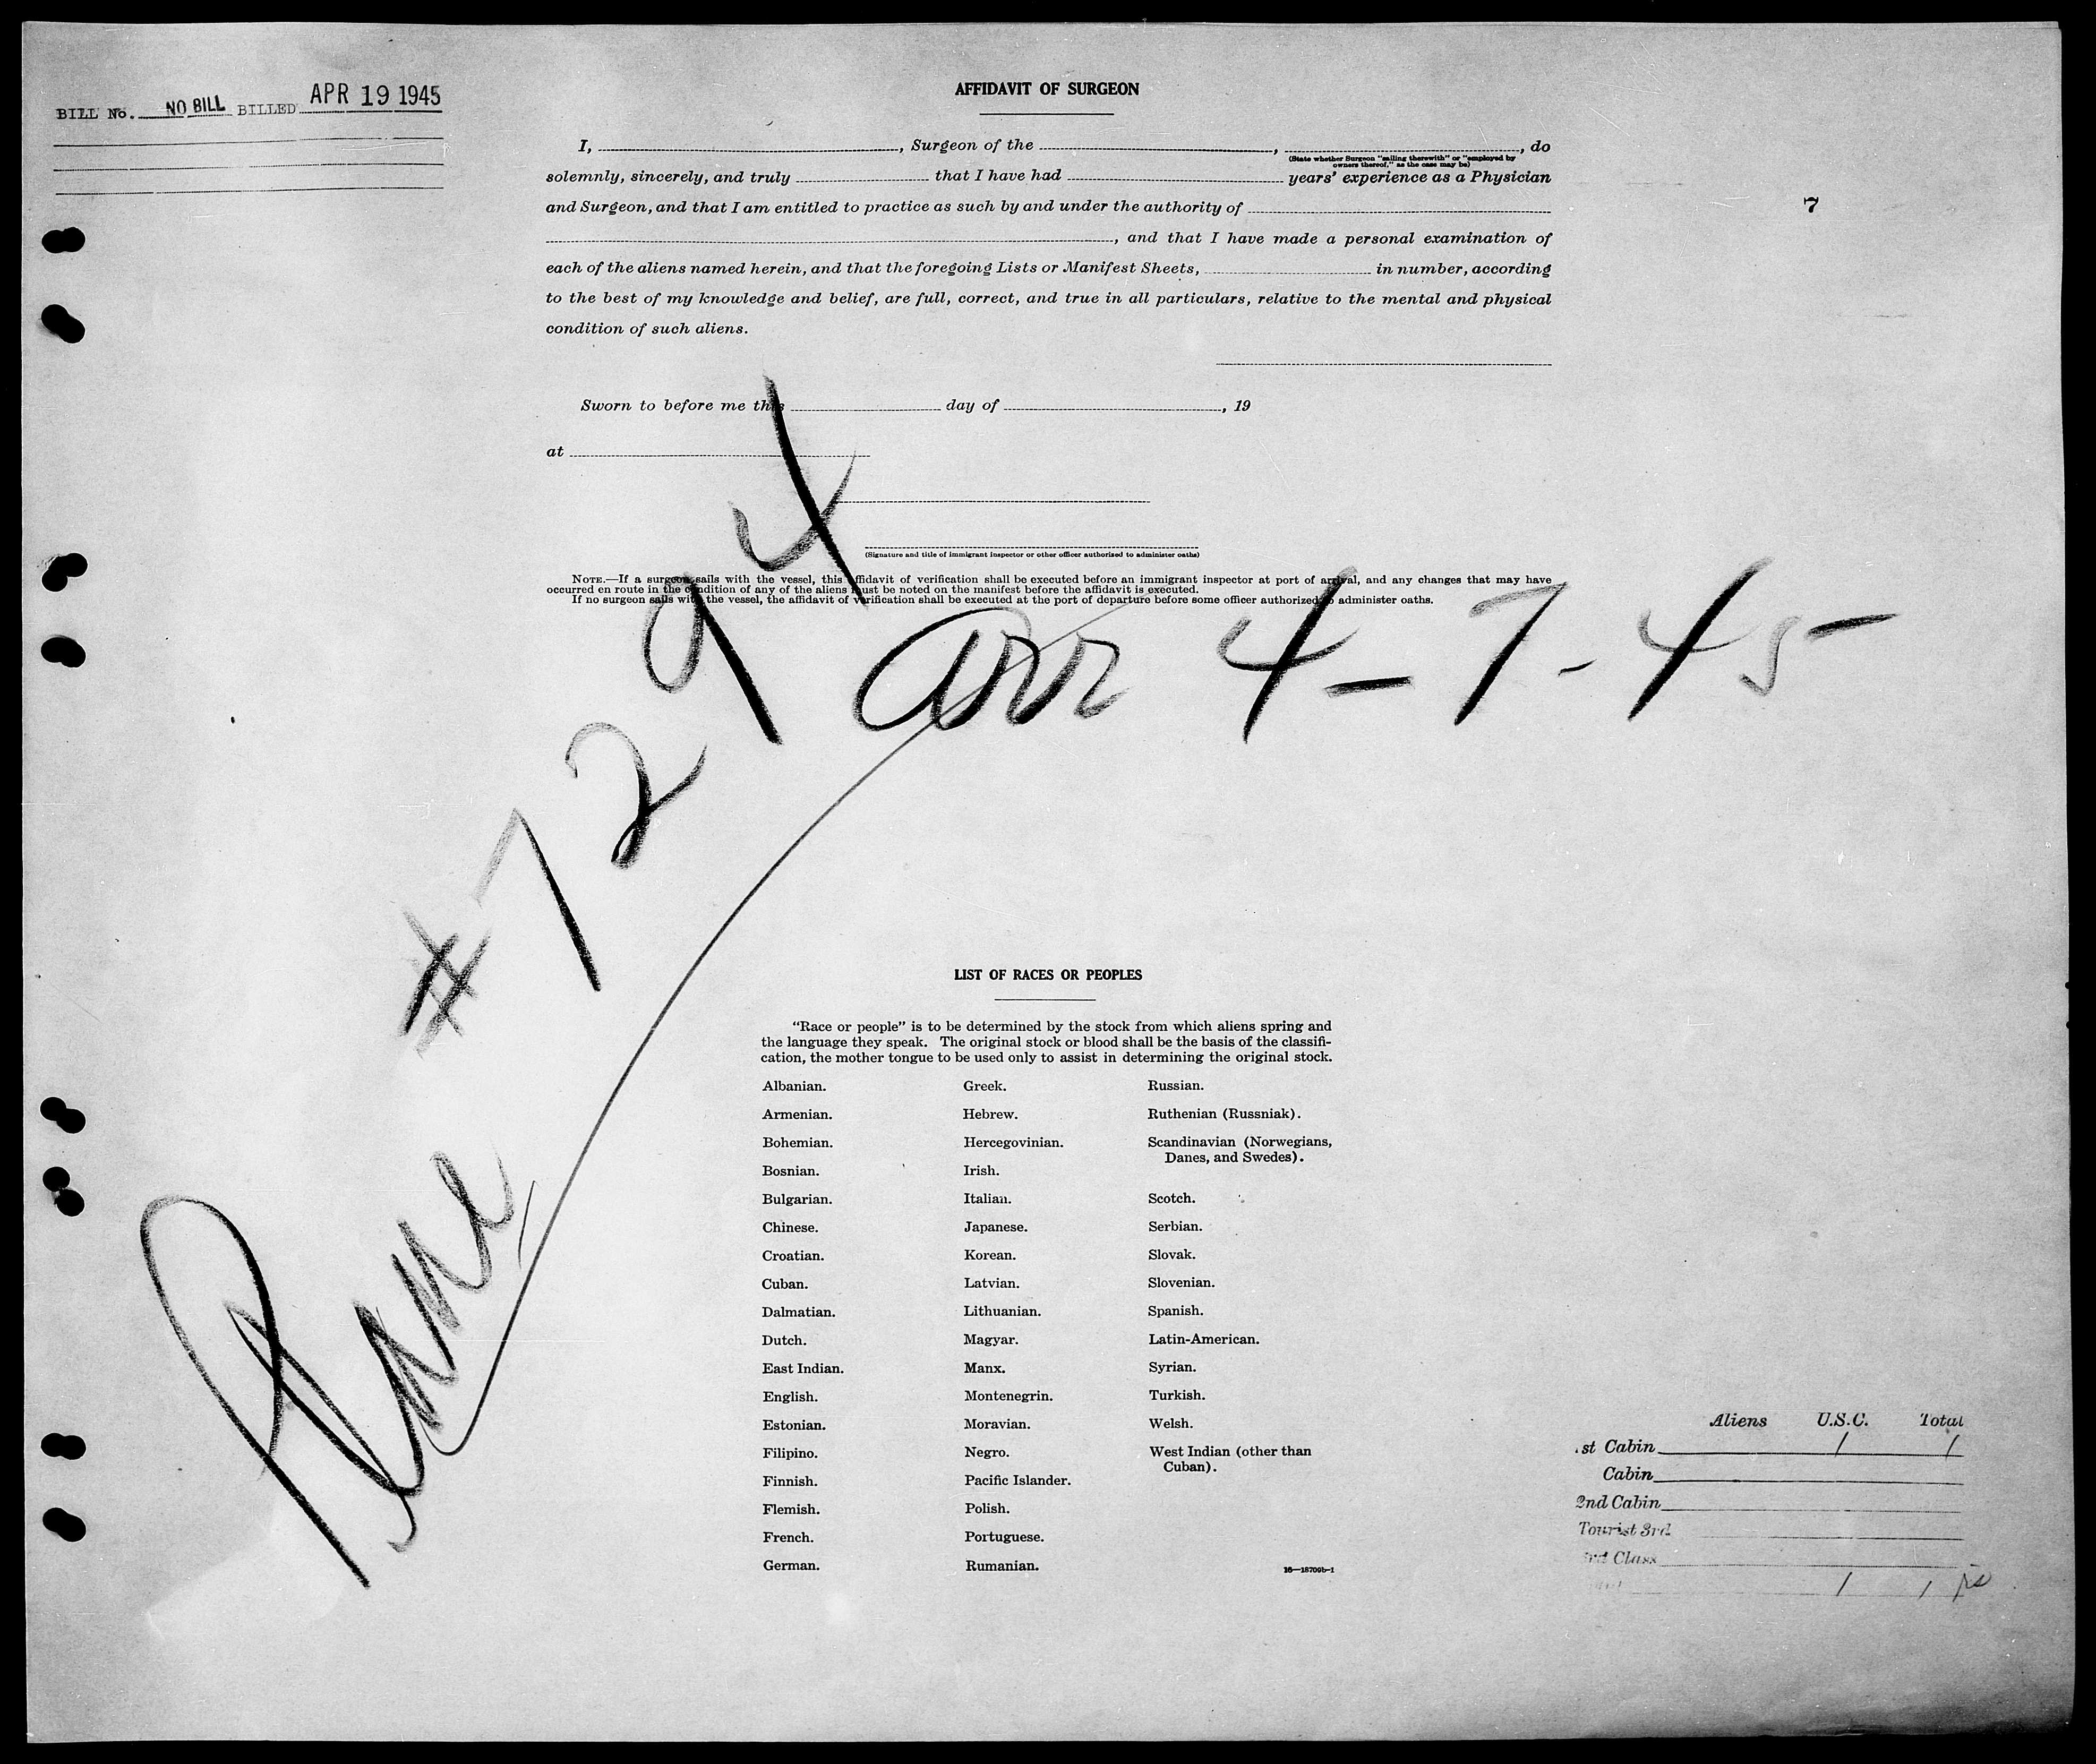 BILL No. NO BILL BILLED APR 19 1945
AFFIDAVIT OF SURGEON
I, , Surgeon of the , , do
(State whether Surgeon "sailing therewith" or "employed by
owners thereof," as the case may be)
solemnly, sincerely, and truly that I have had years' experience as a Physician
and Surgeon, and that I am entitled to practice as such by and under the authority of
, and that I have made a personal examination of
each of the aliens named herein, and that the foregoing Lists or Manifest Sheets, in number, according
to the best of my knowledge and belief, are full, correct, and true in all particulars, relative to the mental and physical
condition of such aliens.
7
Sworn to before me this day of , 19
at
(Signature and title of immigrant inspector or other officer authorized to administer oaths)
NOTE.—If a surgeon sails with the vessel, this affidavit of verification shall be executed before an immigrant inspector at port of arrival, and any changes that may have
occurred en route in the condition of any of the aliens must be noted on the manifest before the affidavit is executed.
If no surgeon sails with the vessel, the affidavit of verification shall be executed at the port of departure before some officer authorized to administer oaths.
Plane #7294
arr 4-7-45
LIST OF RACES OR PEOPLES
"Race or people" is to be determined by the stock from which aliens spring and
the language they speak. The original stock or blood shall be the basis of the classifi-
cation, the mother tongue to be used only to assist in determining the original stock.
Albanian.
Armenian.
Bohemian.
Bosnian.
Bulgarian.
Chinese.
Croatian.
Cuban.
Dalmatian.
Dutch.
East Indian.
English.
Estonian.
Filipino.
Finnish.
Flemish.
French.
German.
Greek.
Hebrew.
Hercegovinian.
Irish.
Italian.
Japanese.
Korean.
Latvian.
Lithuanian.
Magyar.
Manx.
Montenegrin.
Moravian.
Negro.
Pacific Islander.
Polish.
Portuguese.
Rumanian.
Russian.
Ruthenian (Russniak).
Scandinavian (Norwegians,
Danes, and Swedes).
Scotch.
Serbian.
Slovak.
Slovenian.
Spanish.
Latin-American.
Syrian.
Turkish.
Welsh.
West Indian (other than
Cuban).
16—18709b-1
Aliens U.S.C. Total
st Cabin 1 1
Cabin
2nd Cabin
Tourist 3rd
3rd Class
1 1